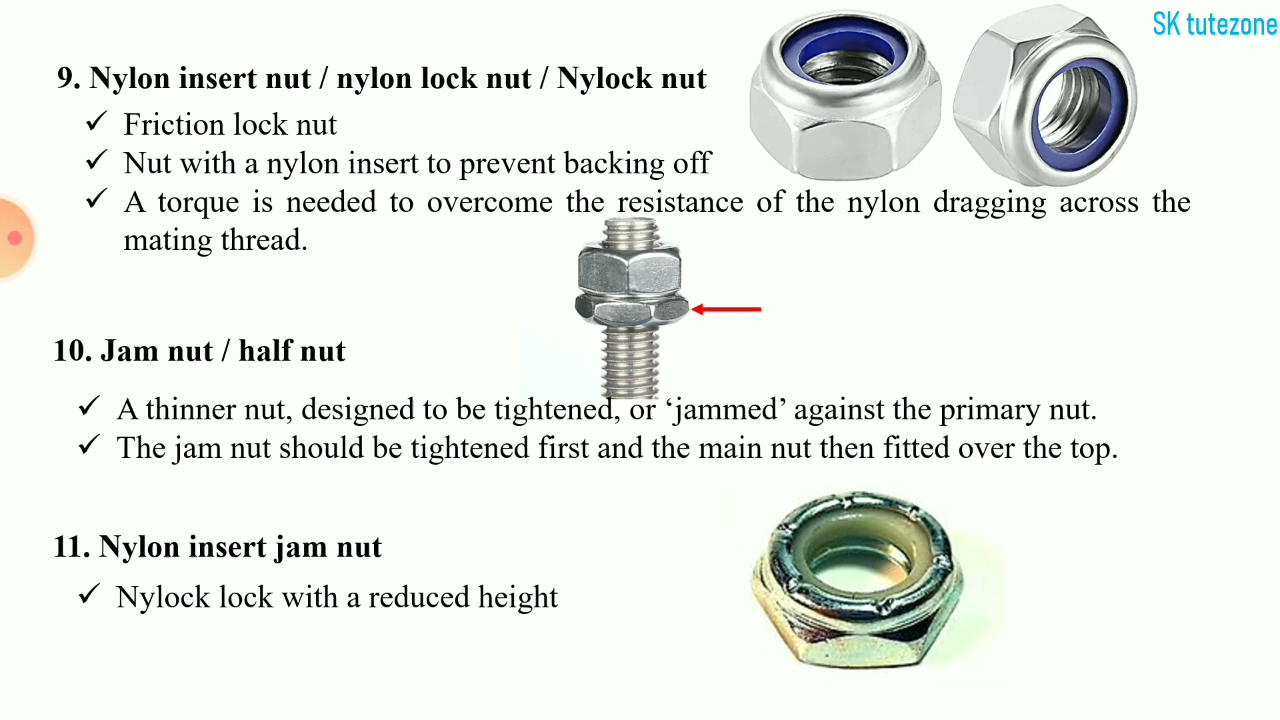 SK tutezone
9. Nylon insert nut / nylon lock nut / Nylock nut
✓ Friction lock nut
✓ Nut with a nylon insert to prevent backing off
✓ A torque is needed to overcome the resistance of the nylon dragging across the
mating thread.
10. Jam nut / half nut
✓ A thinner nut, designed to be tightened, or ‘jammed’ against the primary nut.
✓ The jam nut should be tightened first and the main nut then fitted over the top.
11. Nylon insert jam nut
✓ Nylock lock with a reduced height